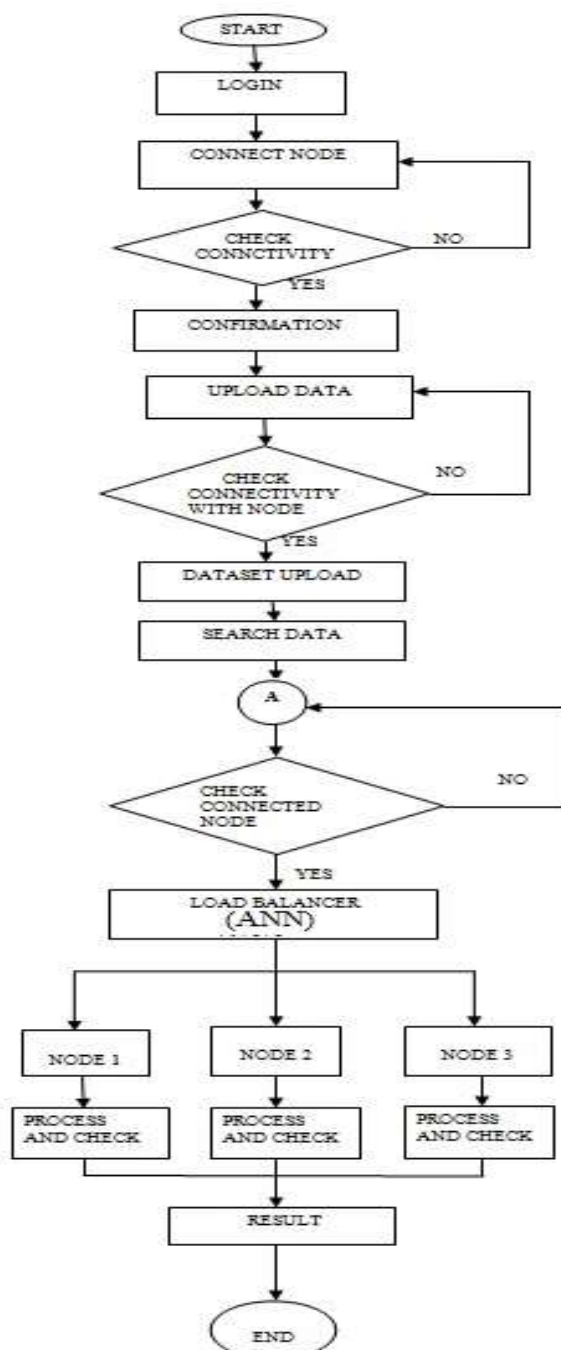 START
LOGIN
CONNECT NODE
CHECK
CONNCTIVITY
NO
YES
CONFIRMATION
UPLOAD DATA
CHECK
CONNECTIVITY
WITH NODE
NO
YES
DATASET UPLOAD
SEARCH DATA
A
CHECK
CONNECTED
NODE
NO
YES
LOAD BALANCER
(ANN)
NODE 1
NODE 2
NODE 3
PROCESS
AND CHECK
PROCESS
AND CHECK
PROCESS
AND CHECK
RESULT
END